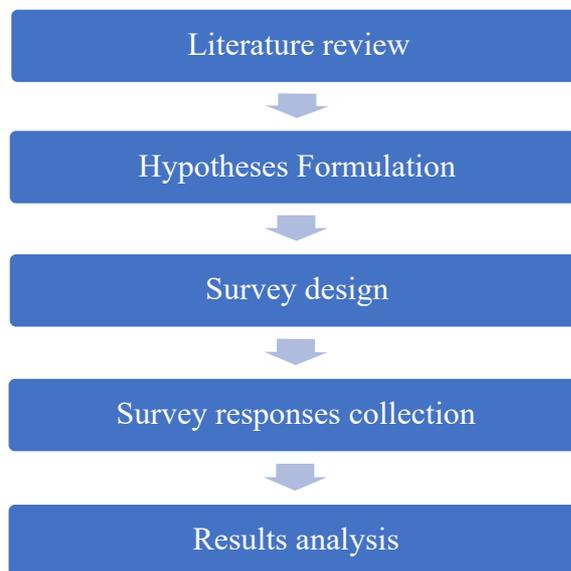 Literature review
Hypotheses Formulation
Survey design
Survey responses collection
Results analysis